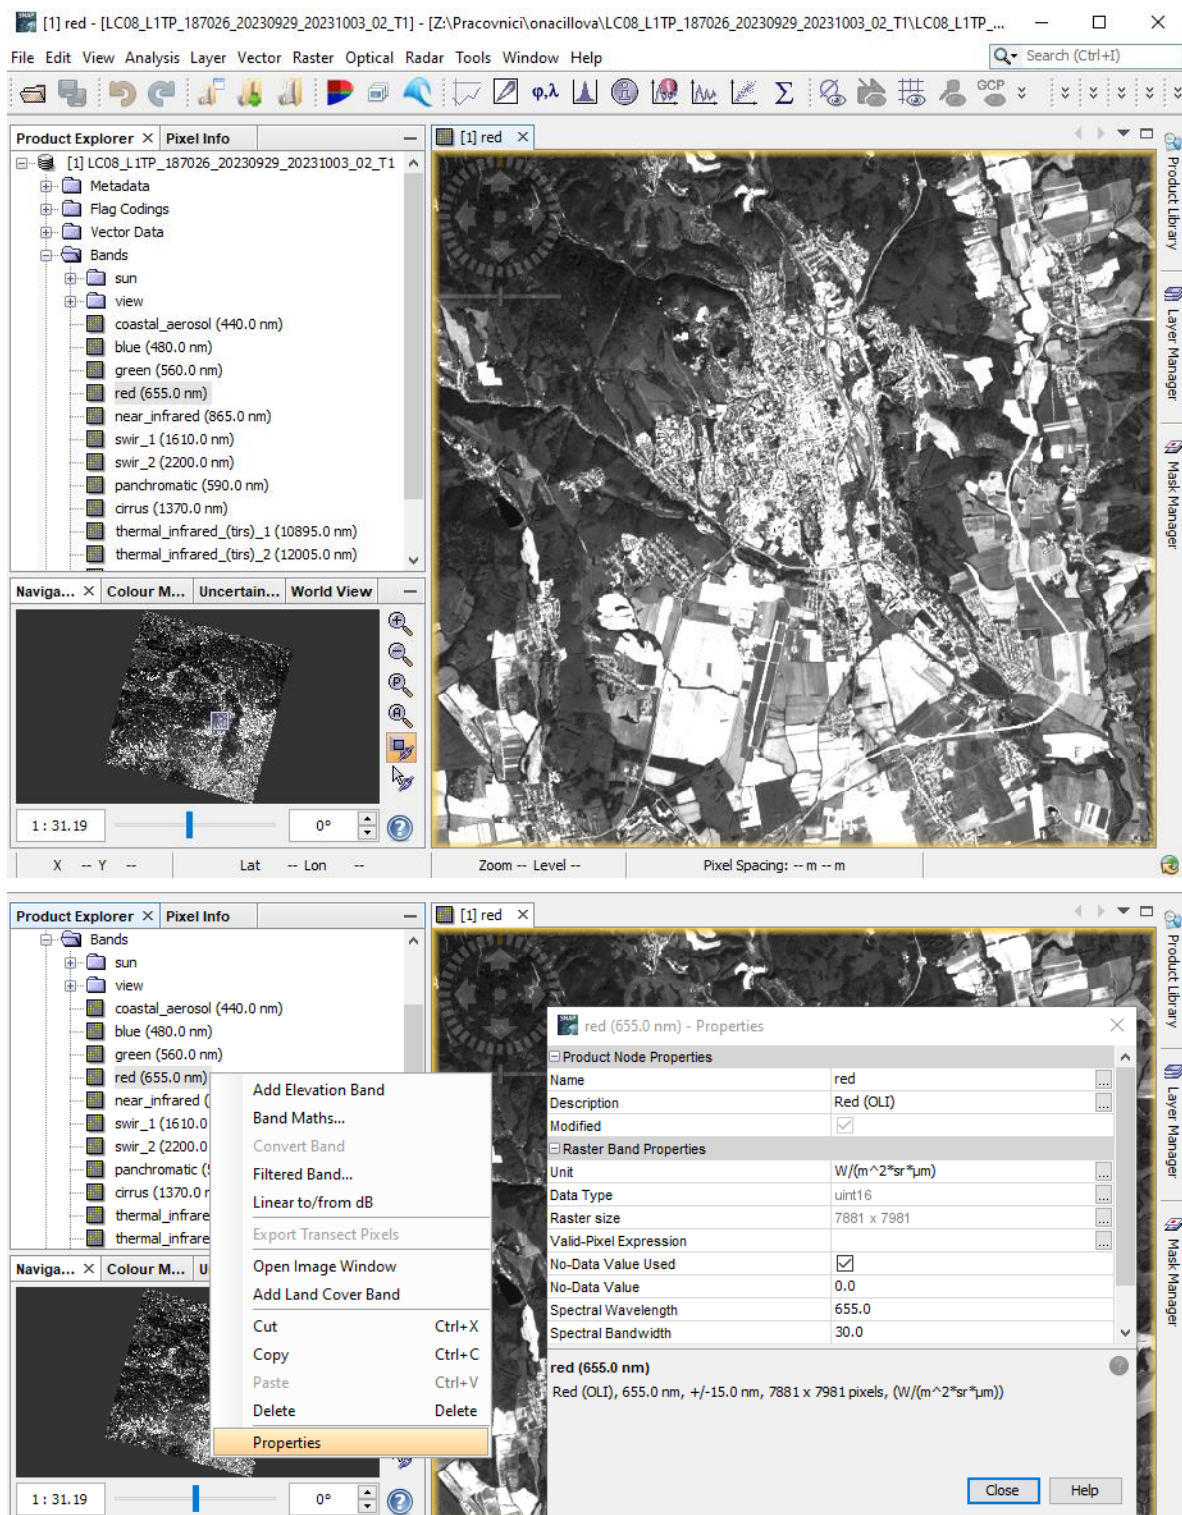 [1] red - [LC08_L1TP_187026_20230929_20231003_02_T1] - [Z:\Pracovnici\onacillova\LC08_L1TP_187026_20230929_20231003_02_T1\LC08_L1TP_...
File Edit View Analysis Layer Vector Raster Optical Radar Tools Window Help
Search (Ctrl+I)
φ,λ Σ GCP
Product Explorer Pixel Info
[1] red
[1] LC08_L1TP_187026_20230929_20231003_02_T1
Metadata
Flag Codings
Vector Data
Bands
sun
view
coastal_aerosol (440.0 nm)
blue (480.0 nm)
green (560.0 nm)
red (655.0 nm)
near_infrared (865.0 nm)
swir_1 (1610.0 nm)
swir_2 (2200.0 nm)
panchromatic (590.0 nm)
cirrus (1370.0 nm)
thermal_infrared_(tirs)_1 (10895.0 nm)
thermal_infrared_(tirs)_2 (12005.0 nm)
Product Library
Layer Manager
Mask Manager
Naviga... Colour M... Uncertain... World View
1 : 31.19
0°
X -- Y -- Lat -- Lon -- Zoom -- Level -- Pixel Spacing: -- m -- m
Product Explorer Pixel Info
[1] red
Bands
sun
view
coastal_aerosol (440.0 nm)
blue (480.0 nm)
green (560.0 nm)
red (655.0 nm)
near_infrared (
swir_1 (1610.0
swir_2 (2200.0
panchromatic (5
cirrus (1370.0 n
thermal_infrare
thermal_infrare
Add Elevation Band
Band Maths...
Convert Band
Filtered Band...
Linear to/from dB
Export Transect Pixels
Open Image Window
Add Land Cover Band
Cut Ctrl+X
Copy Ctrl+C
Paste Ctrl+V
Delete Delete
Properties
red (655.0 nm) - Properties
Product Node Properties
Name red ...
Description Red (OLI) ...
Modified
Raster Band Properties
Unit W/(m^2*sr*µm) ...
Data Type uint16 ...
Raster size 7881 x 7981 ...
Valid-Pixel Expression ...
No-Data Value Used
No-Data Value 0.0
Spectral Wavelength 655.0
Spectral Bandwidth 30.0
red (655.0 nm)
Red (OLI), 655.0 nm, +/-15.0 nm, 7881 x 7981 pixels, (W/(m^2*sr*µm))
Close Help
Product Library
Layer Manager
Mask Manager
Naviga... Colour M... U
1 : 31.19
0°